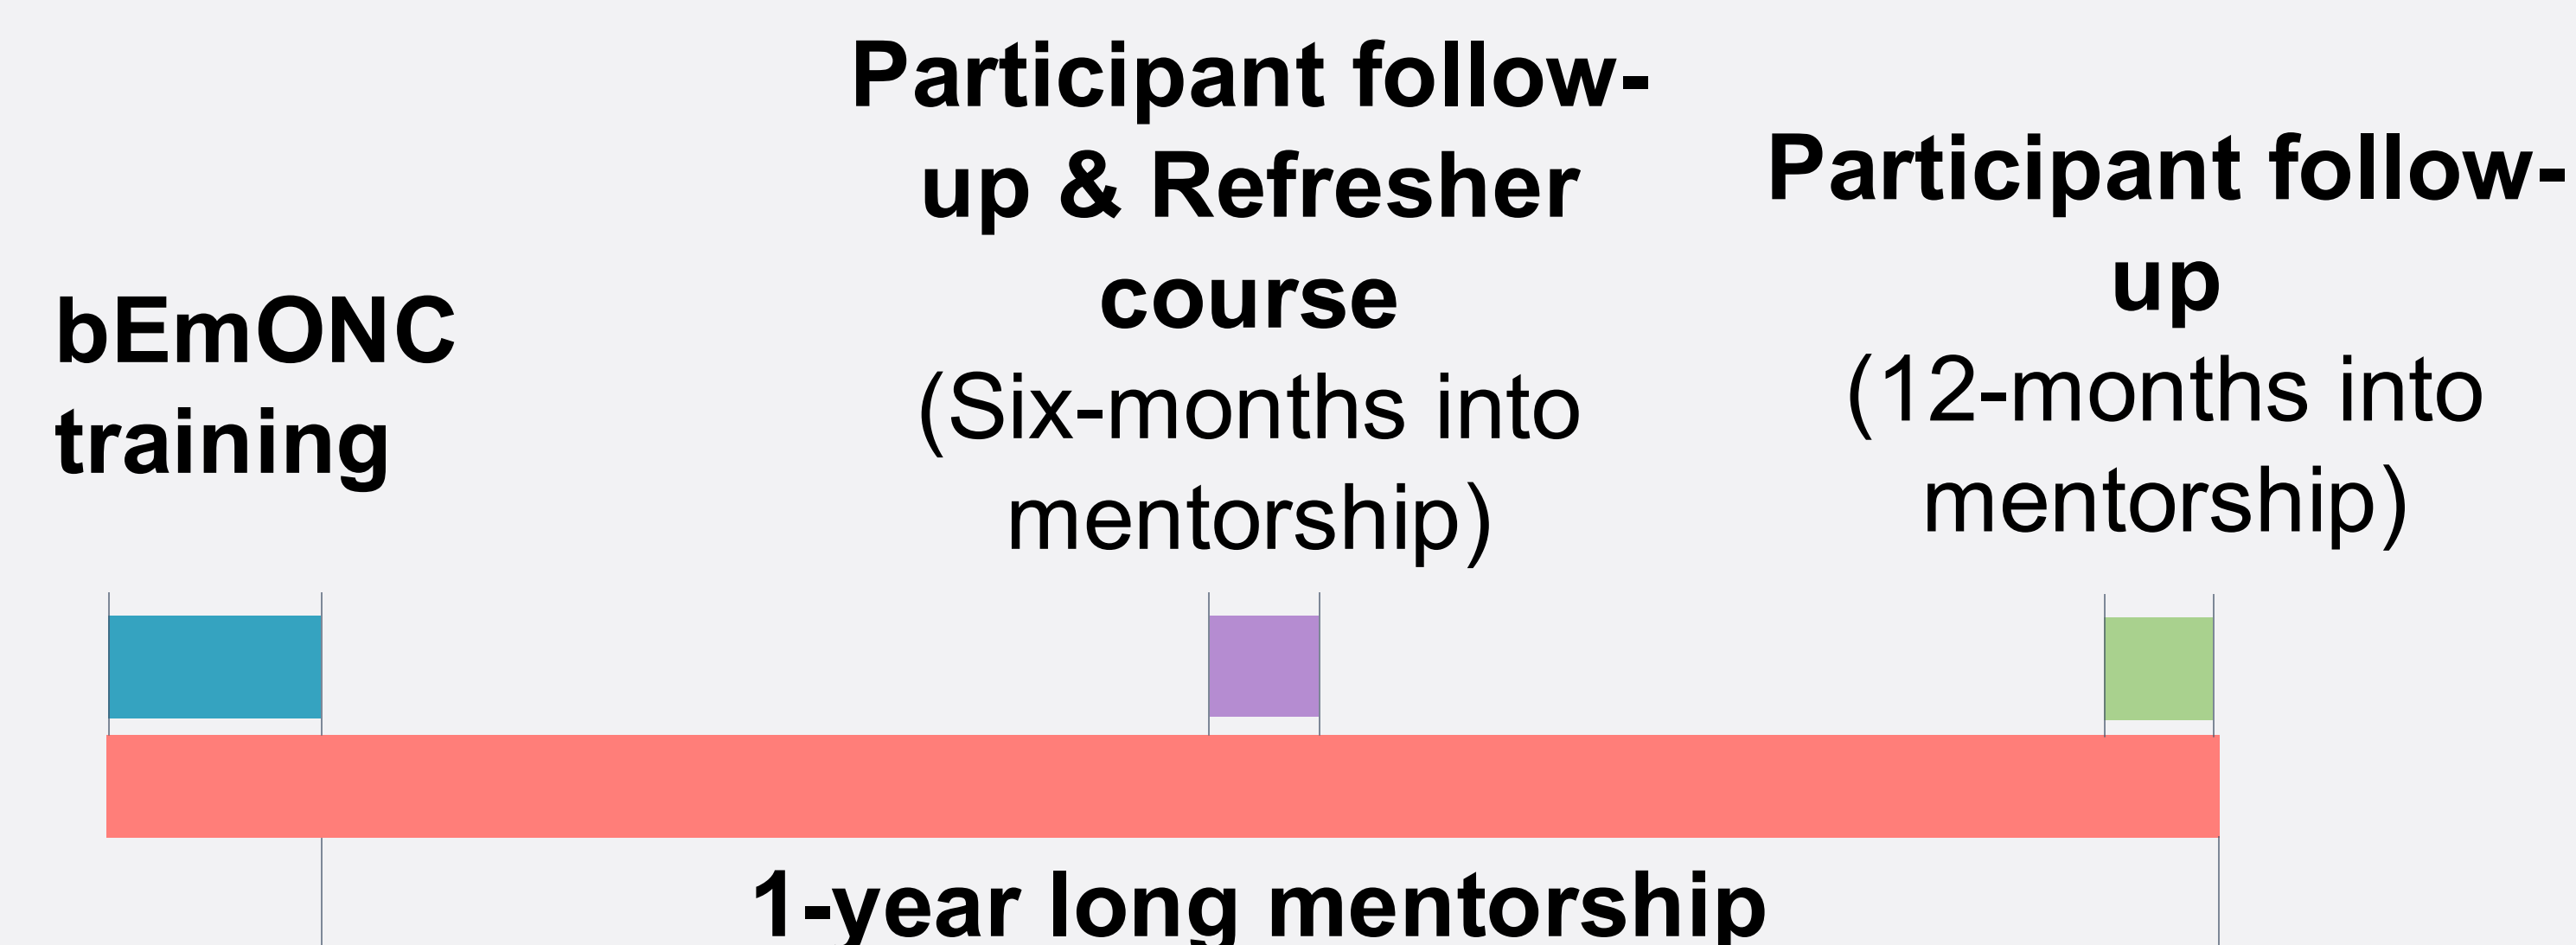 bEmONC
training
Participant follow-
up & Refresher
course
(Six-months into
mentorship)
Participant follow-
up
(12-months into
mentorship)
1-year long mentorship